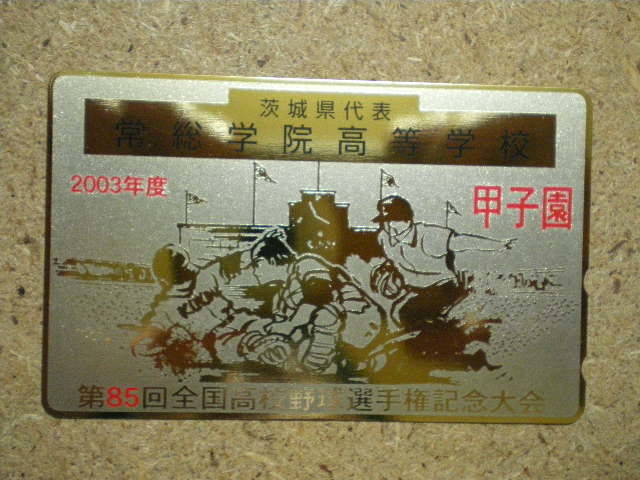 茨城県代表
常総学院高等学校
2003年度
甲子園
第85回全国高校野球選手権記念大会